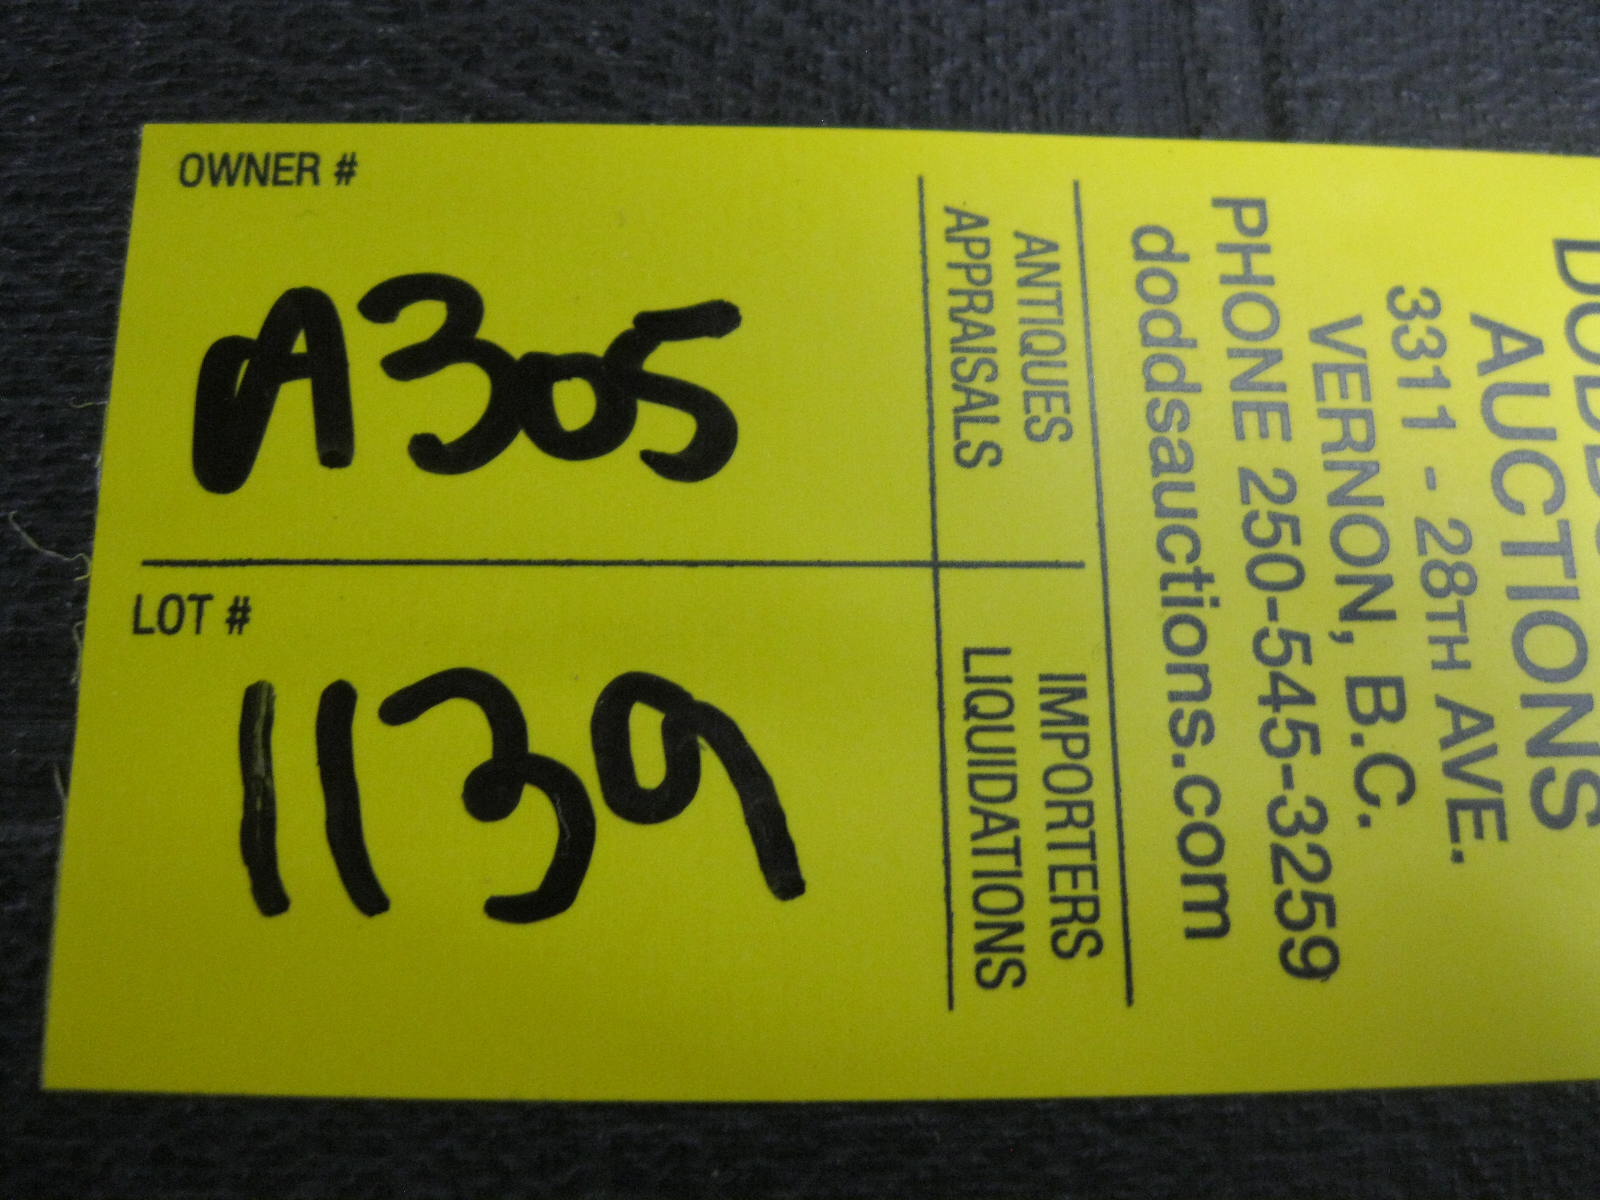 OWNER #
A305
LOT #
1139
AUCTIONS
3311 - 28TH AVE.
VERNON, B.C.
PHONE 250-545-3259
doddsauctions.com
ANTIQUES
APPRAISALS
IMPORTERS
LIQUIDATIONS